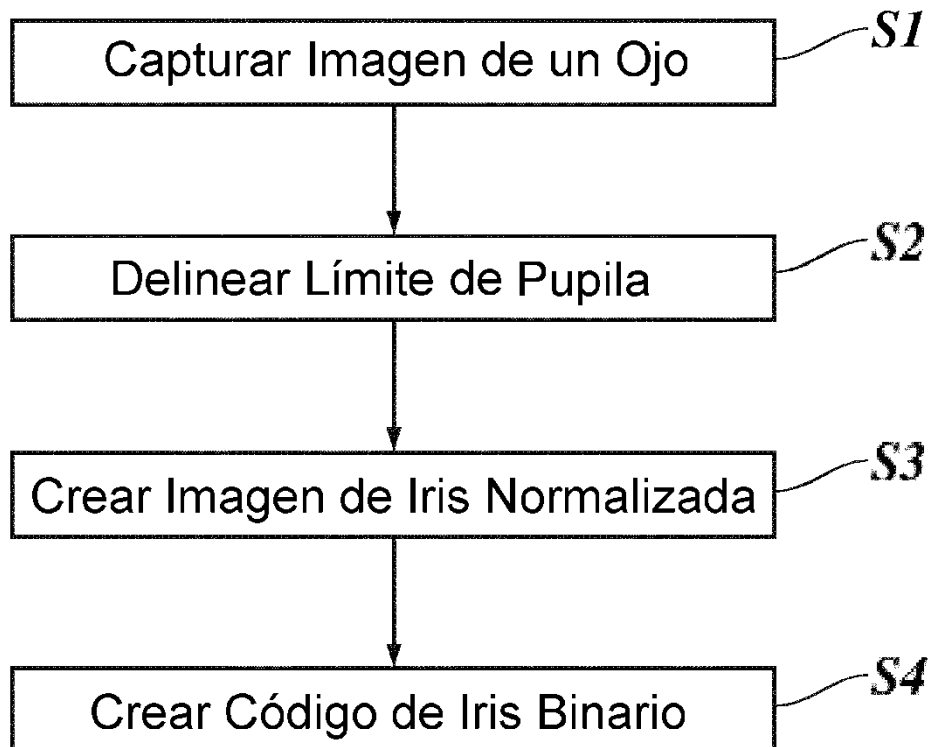 Capturar Imagen de un Ojo
S1
Delinear Límite de Pupila
S2
Crear Imagen de Iris Normalizada
S3
Crear Código de Iris Binario
S4